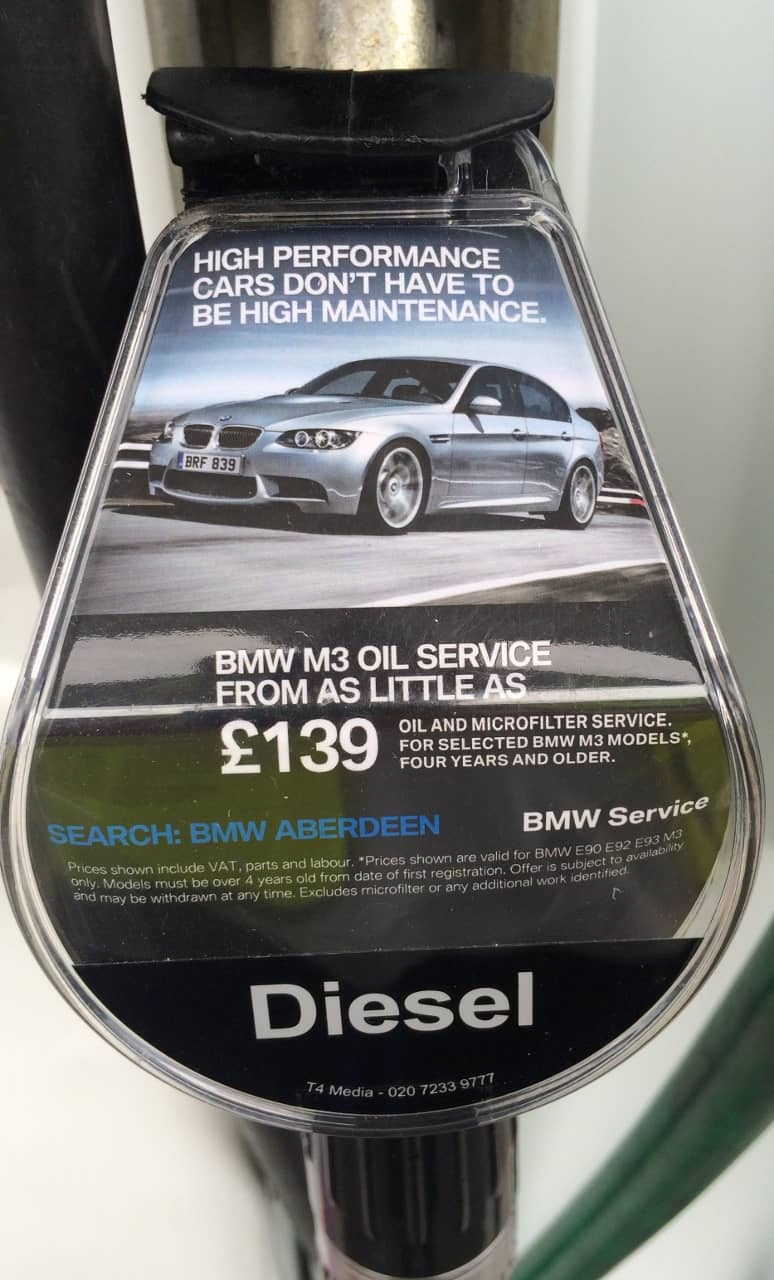 HIGH PERFORMANCE
CARS DON'T HAVE TO
BE HIGH MAINTENANCE.
BRF 839
BMW M3 OIL SERVICE
FROM AS LITTLE AS
£139
OIL AND MICROFILTER SERVICE.
FOR SELECTED BMW M3 MODELS*,
FOUR YEARS AND OLDER.
SEARCH: BMW ABERDEEN
BMW Service
Prices shown include VAT, parts and labour. *Prices shown are valid for BMW E90 E92 E93 M3
only. Models must be over 4 years old from date of first registration. Offer is subject to availability
and may be withdrawn at any time. Excludes microfilter or any additional work identified.
Diesel
T4 Media - 020 7233 9777